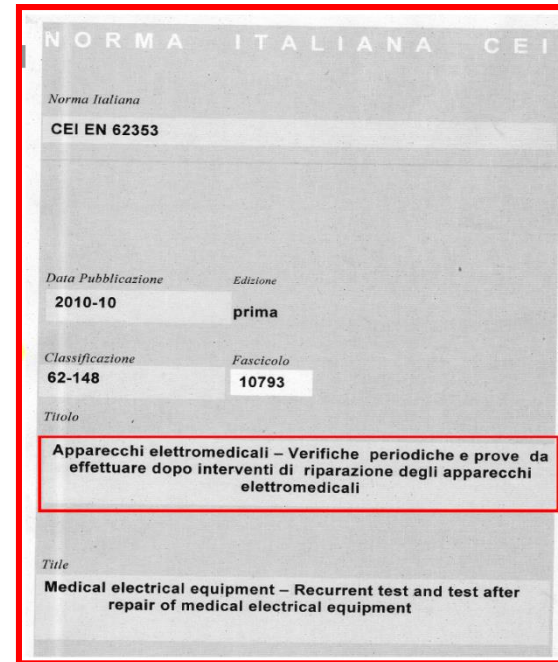 NORMA ITALIANA CEI
Norma Italiana
CEI EN 62353
Data Pubblicazione Edizione
2010-10 prima
Classificazione Fascicolo
62-148 10793
Titolo
Apparecchi elettromedicali – Verifiche periodiche e prove da
effettuare dopo interventi di riparazione degli apparecchi
elettromedicali
Title
Medical electrical equipment – Recurrent test and test after
repair of medical electrical equipment